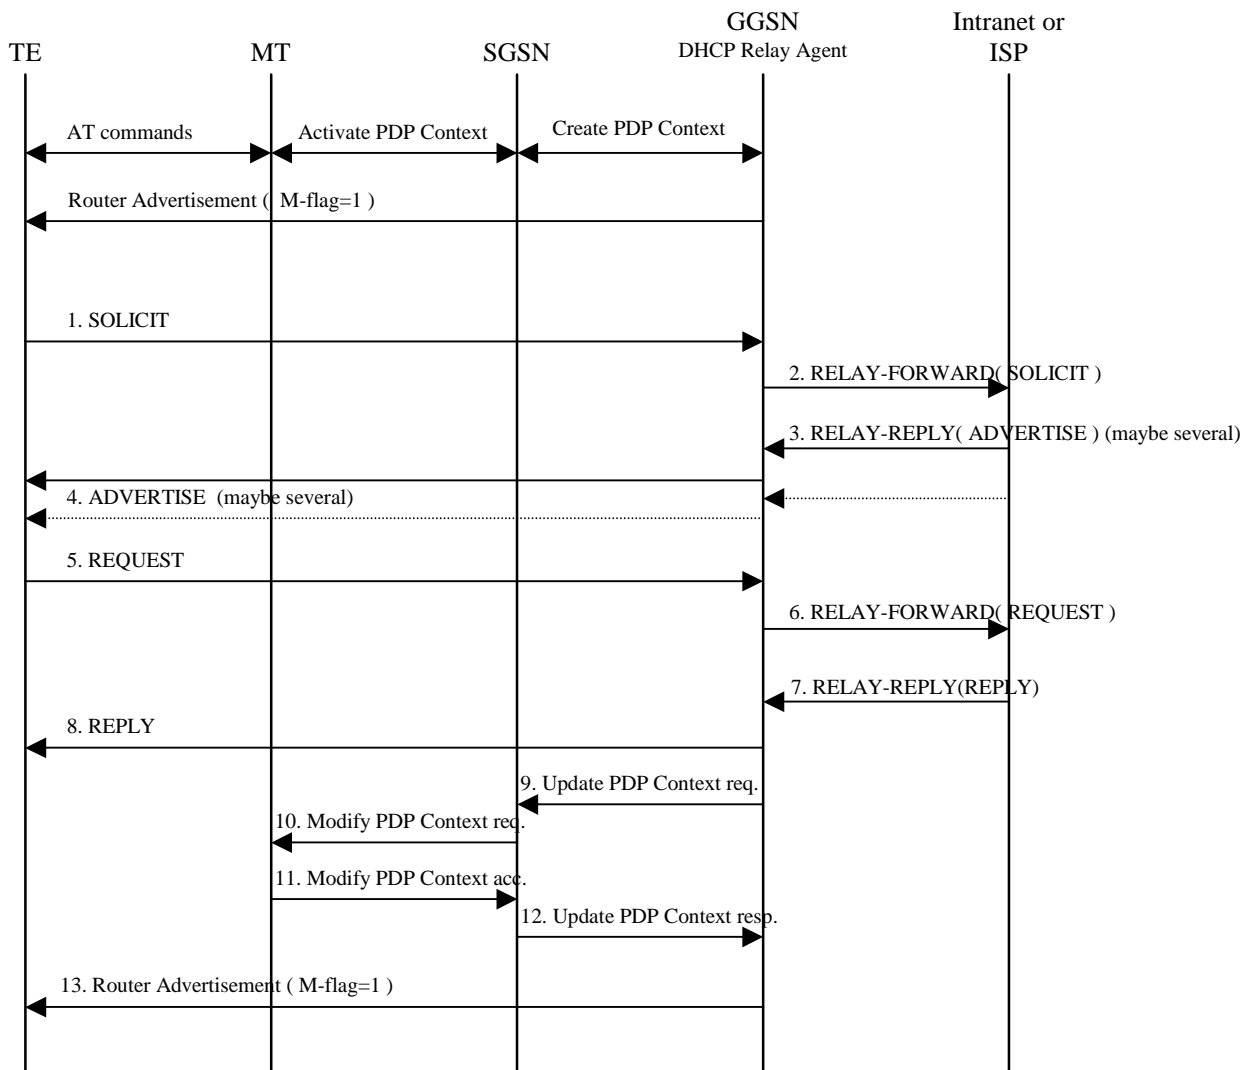 GGSN
Intranet or
TE
MT
SGSN
DHCP Relay Agent
ISP
AT commands
Activate PDP Context
Create PDP Context
Router Advertisement ( M-flag=1 )
1. SOLICIT
2. RELAY-FORWARD( SOLICIT )
3. RELAY-REPLY( ADVERTISE ) (maybe several)
4. ADVERTISE (maybe several)
5. REQUEST
6. RELAY-FORWARD( REQUEST )
7. RELAY-REPLY(REPLY)
8. REPLY
9. Update PDP Context req.
10. Modify PDP Context req.
11. Modify PDP Context acc.
12. Update PDP Context resp.
13. Router Advertisement ( M-flag=1 )